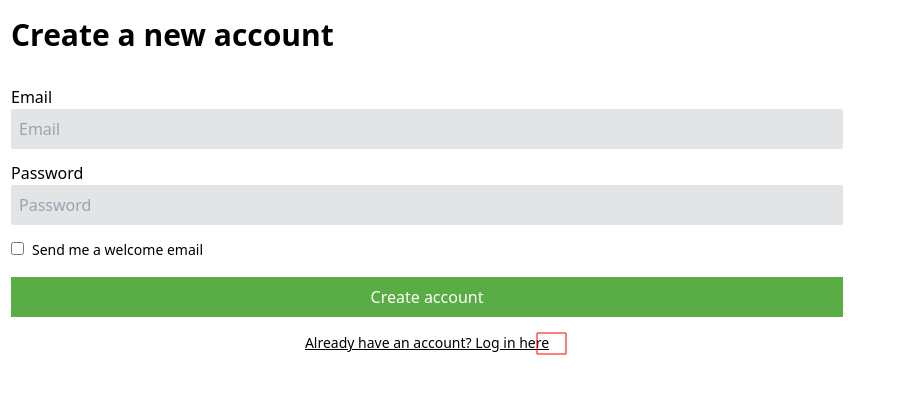 Create a new account
Email
Email
Password
Password
Send me a welcome email
Create account
Already have an account? Log in here